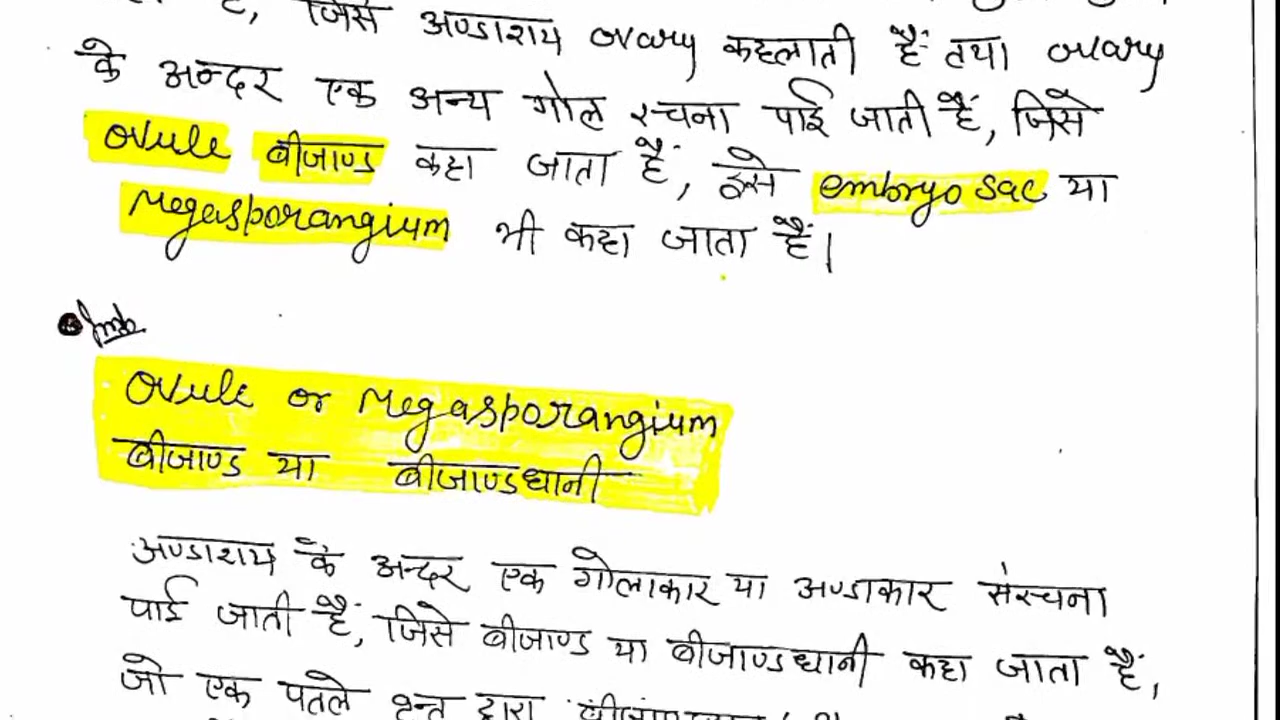 है, जिसे अण्डाशय ovary कहलाती हैं तथा ovary
के अन्दर एक अन्य गोल रचना पाई जाती हैं, जिसे
ovule बीजाण्ड कहा जाता हैं, इसे embryo sac या
Megasporangium भी कहा जाता हैं।
Imp
Ovule or Megasporangium
बीजाण्ड या बीजाण्डधानी
अण्डाशय के अन्दर एक गोलाकार या अण्डाकार संरचना
पाई जाती हैं, जिसे बीजाण्ड या बीजाण्डधानी कहा जाता हैं,
जो एक पतले वृन्त द्वारा